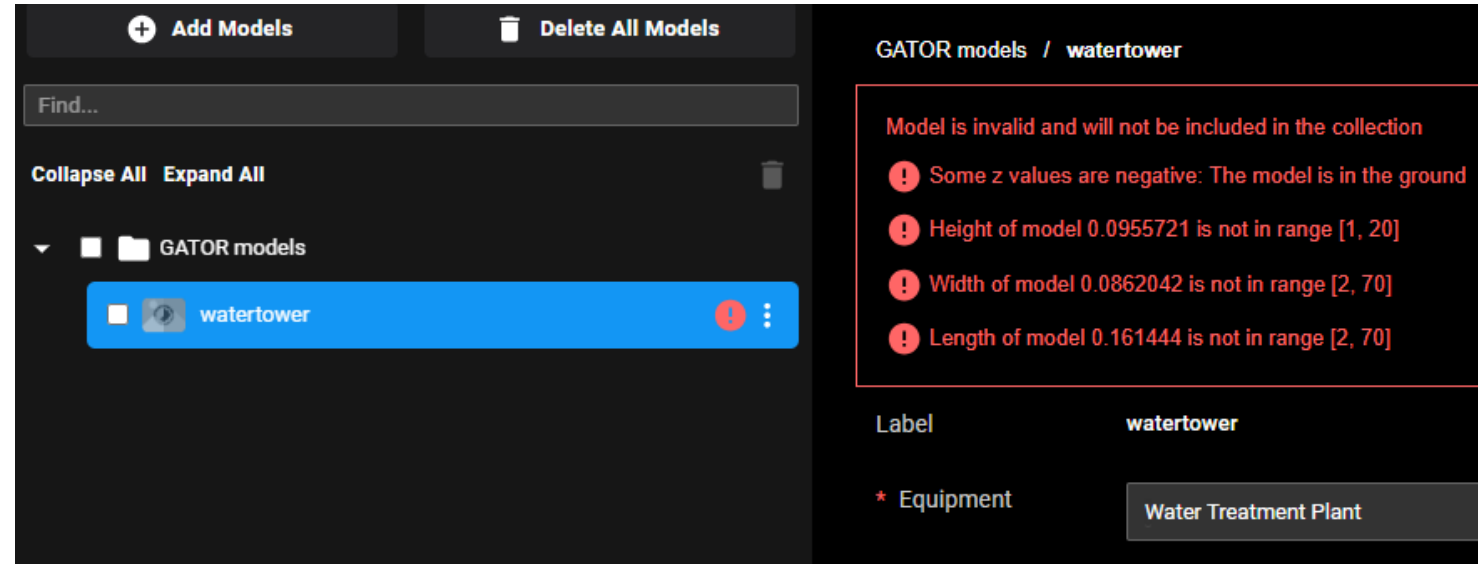 Add Models
Delete All Models
Find...
Collapse All Expand All
GATOR models
watertower
GATOR models / watertower
Model is invalid and will not be included in the collection
Some z values are negative: The model is in the ground
Height of model 0.0955721 is not in range [1, 20]
Width of model 0.0862042 is not in range [2, 70]
Length of model 0.161444 is not in range [2, 70]
Label watertower
* Equipment Water Treatment Plant